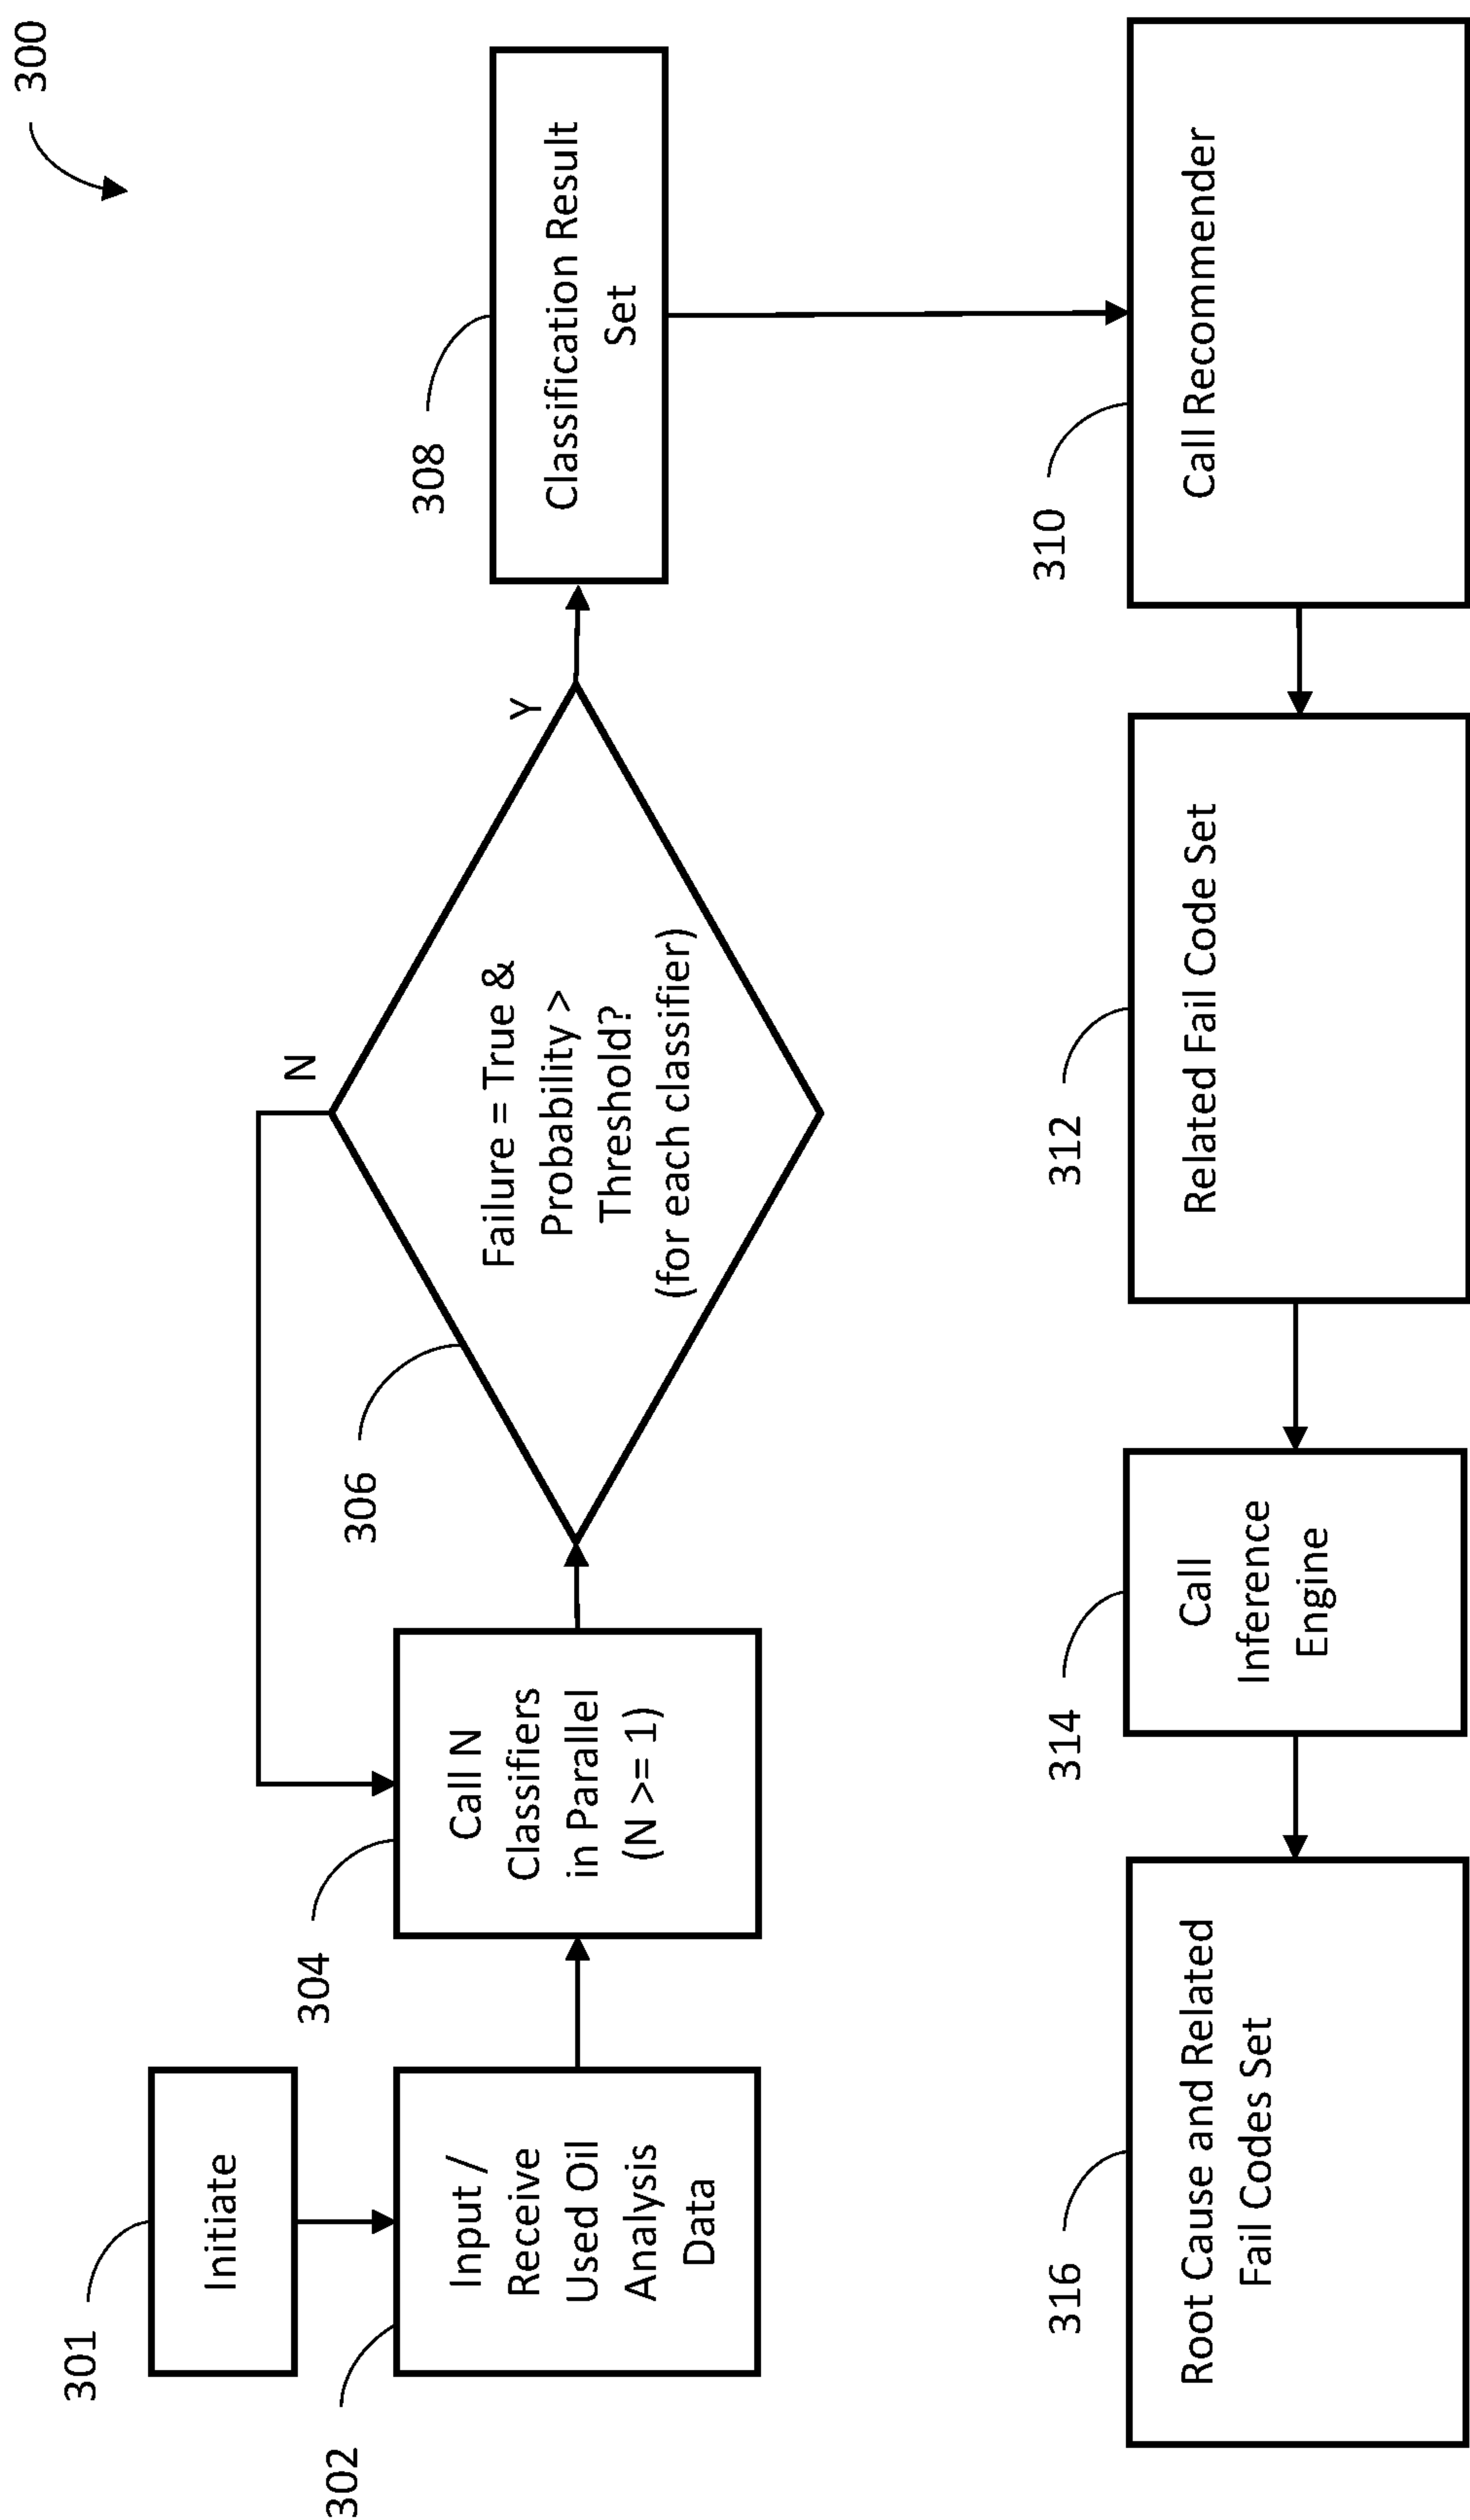 300
301
Initiate
302
Input /
Receive
Used Oil
Analysis
Data
304
Call N
Classifiers
in Parallel
(N >= 1)
306
Failure = True &
Probability >
Threshold?
(for each classifier)
N
Y
308
Classification Result
Set
310
Call Recommender
312
Related Fail Code Set
314
Call
Inference
Engine
316
Root Cause and Related
Fail Codes Set